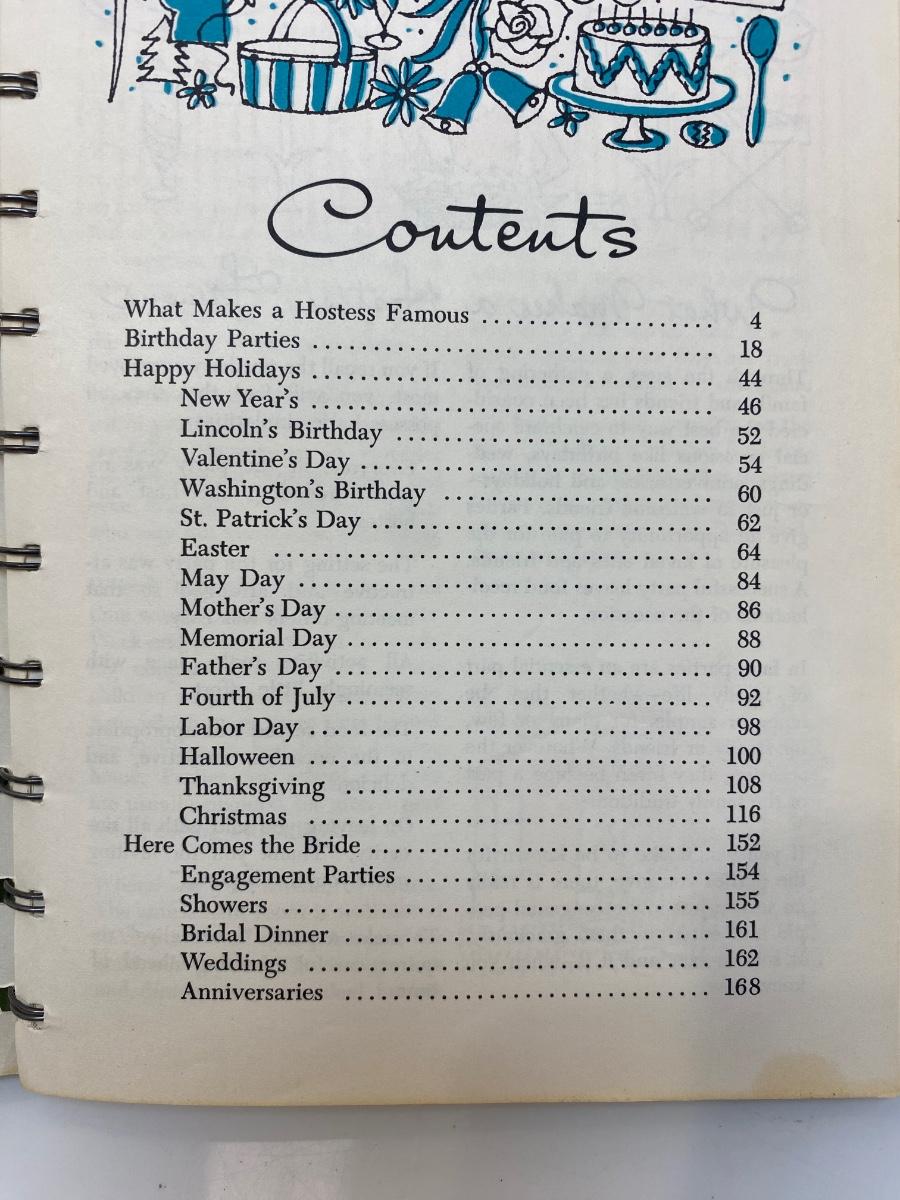 Contents
What Makes a Hostess Famous ........................ 4
Birthday Parties ........................................ 18
Happy Holidays ........................................ 44
New Year's ........................................ 46
Lincoln's Birthday ................................ 52
Valentine's Day .................................... 54
Washington's Birthday ........................... 60
St. Patrick's Day .................................. 62
Easter ........................................... 64
May Day .......................................... 84
Mother's Day ...................................... 86
Memorial Day ..................................... 88
Father's Day ...................................... 90
Fourth of July ..................................... 92
Labor Day ........................................ 98
Halloween ........................................ 100
Thanksgiving .................................... 108
Christmas ........................................ 116
Here Comes the Bride ................................. 152
Engagement Parties ............................... 154
Showers .......................................... 155
Bridal Dinner .................................... 161
Weddings ........................................ 162
Anniversaries .................................... 168